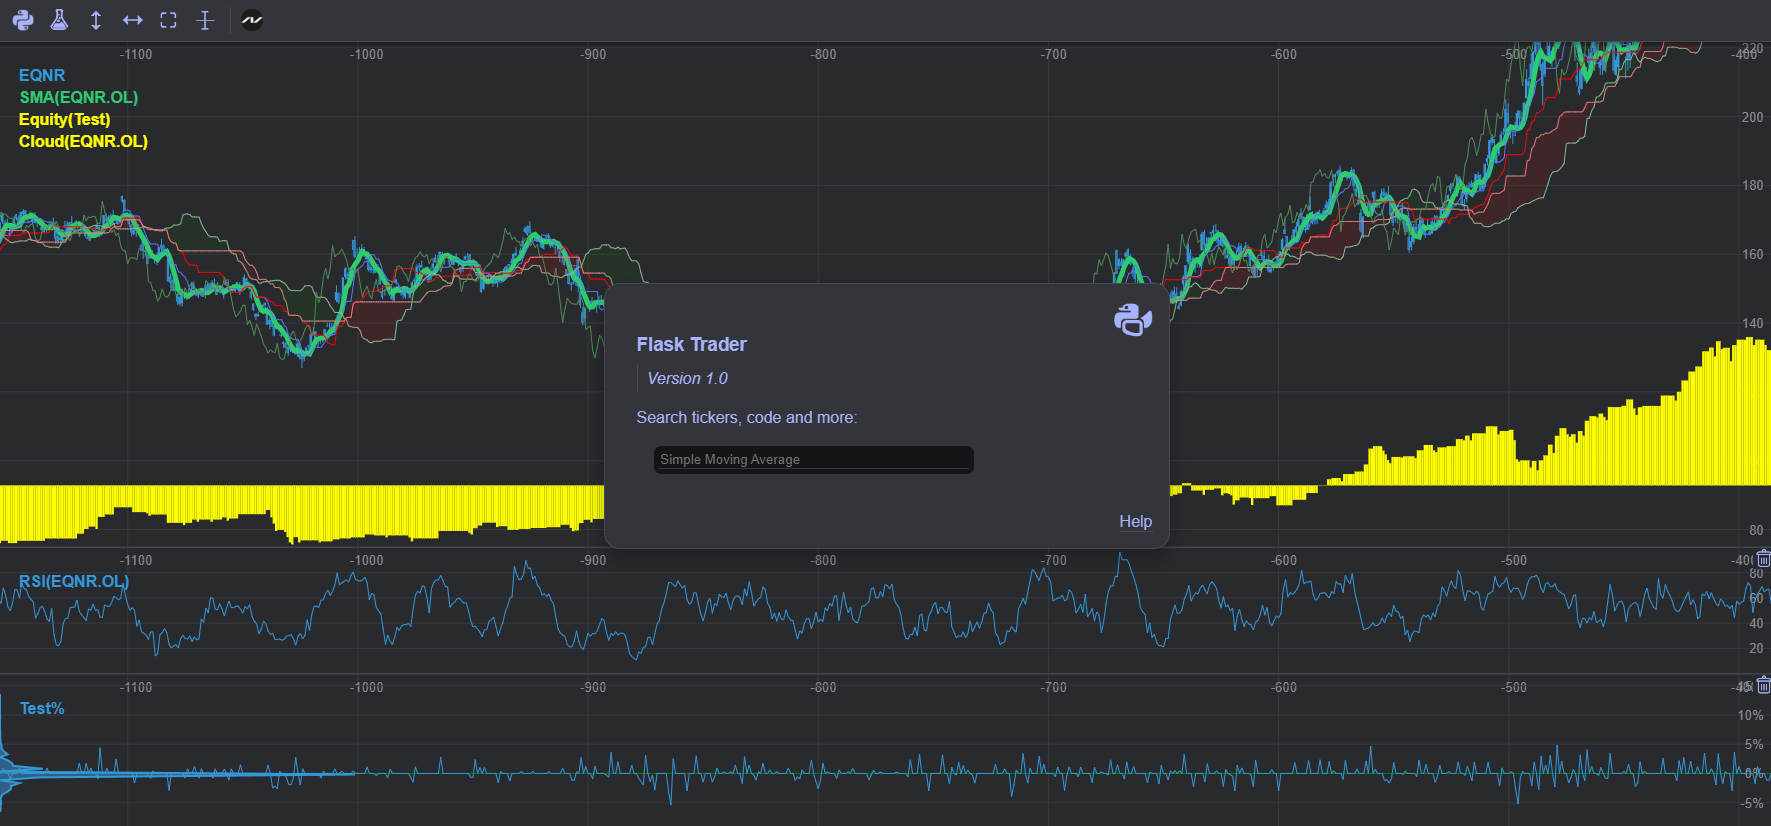 -1100 -1000 -900 -800 -700 -600 -500 -400
220
EQNR
SMA(EQNR.OL)
Equity(Test)
Cloud(EQNR.OL)
200
180
160
140
80
Flask Trader
Version 1.0
Search tickers, code and more:
Simple Moving Average
Help
-1100 -1000 -900 -800 -700 -600 -500 -40
RSI(EQNR.OL)
80
60
40
20
-1100 -1000 -900 -800 -700 -600 -500
Test%
10%
5%
0%
-5%